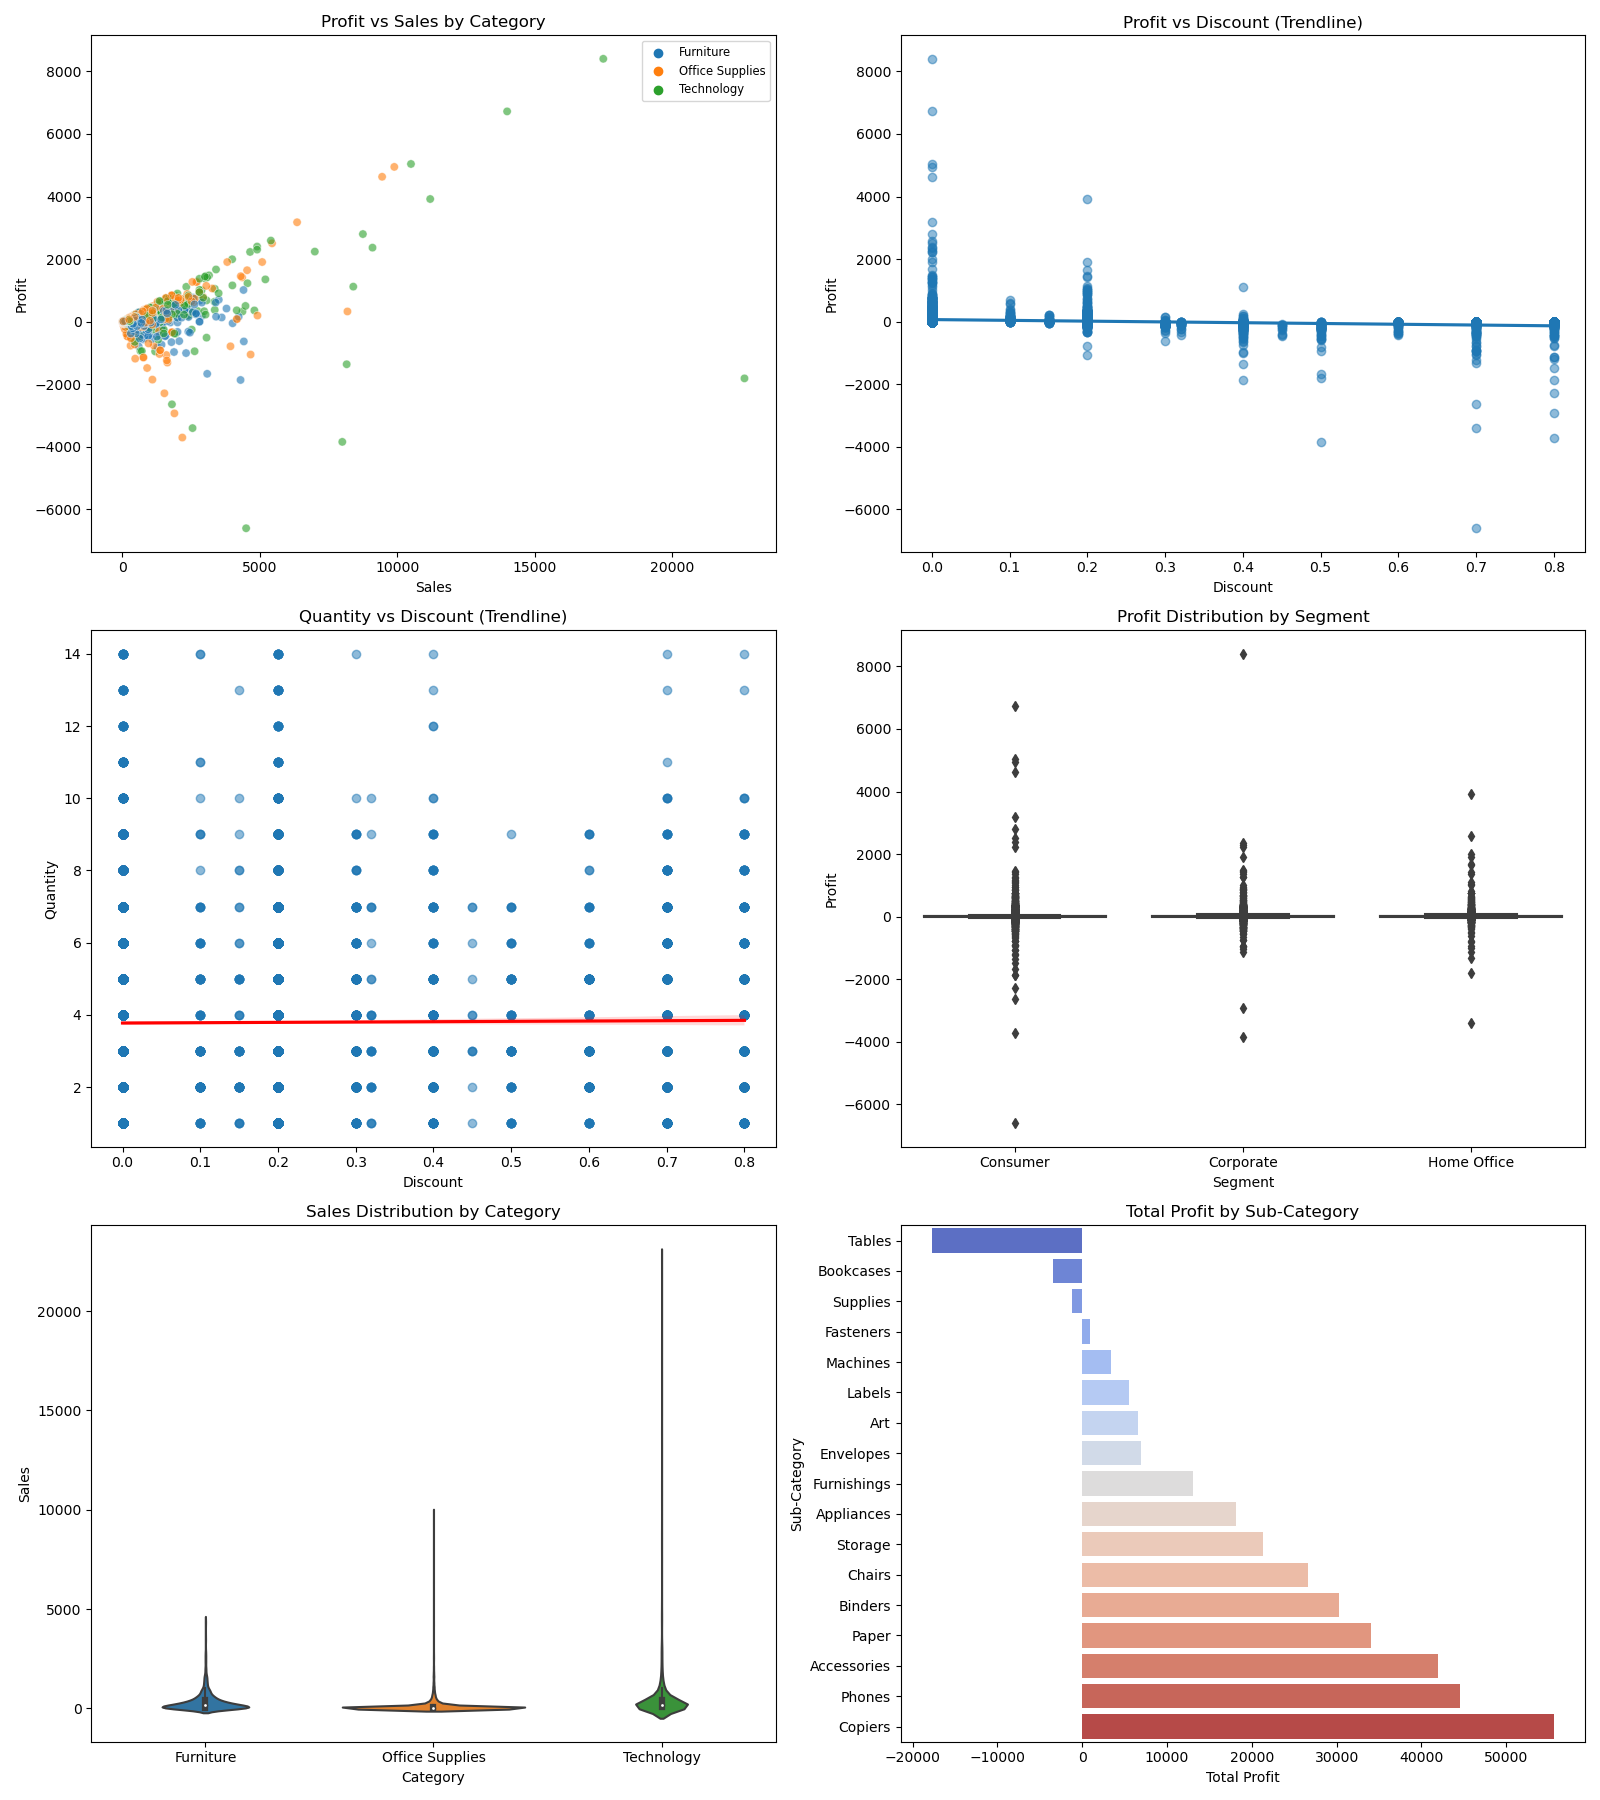 Profit vs Sales by Category
Furniture
Office Supplies
Technology
8000
6000
4000
2000
0
−2000
−4000
−6000
Profit
0
5000
10000
15000
20000
Sales
Profit vs Discount (Trendline)
8000
6000
4000
2000
0
−2000
−4000
−6000
Profit
0.0
0.1
0.2
0.3
0.4
0.5
0.6
0.7
0.8
Discount
Quantity vs Discount (Trendline)
14
12
10
8
6
4
2
Quantity
0.0
0.1
0.2
0.3
0.4
0.5
0.6
0.7
0.8
Discount
Profit Distribution by Segment
8000
6000
4000
2000
0
−2000
−4000
−6000
Profit
Consumer
Corporate
Home Office
Segment
Sales Distribution by Category
20000
15000
10000
5000
0
Sales
Furniture
Office Supplies
Technology
Category
Total Profit by Sub-Category
Tables
Bookcases
Supplies
Fasteners
Machines
Labels
Art
Envelopes
Furnishings
Appliances
Storage
Chairs
Binders
Paper
Accessories
Phones
Copiers
Sub-Category
−20000
−10000
0
10000
20000
30000
40000
50000
Total Profit